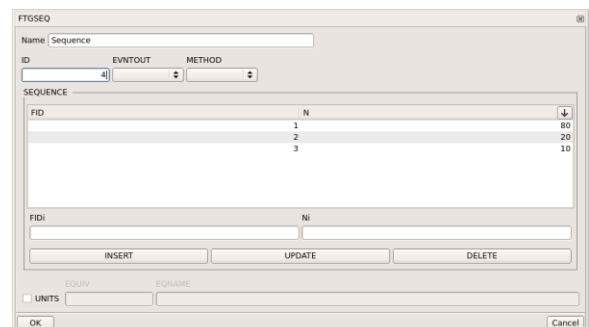 FTGSEQ
Name Sequence
ID EVNTOUT METHOD
4
SEQUENCE
FID N
1 80
2 20
3 10
FIDi Ni
INSERT UPDATE DELETE
EQUIV EQNAME
UNITS
OK Cancel